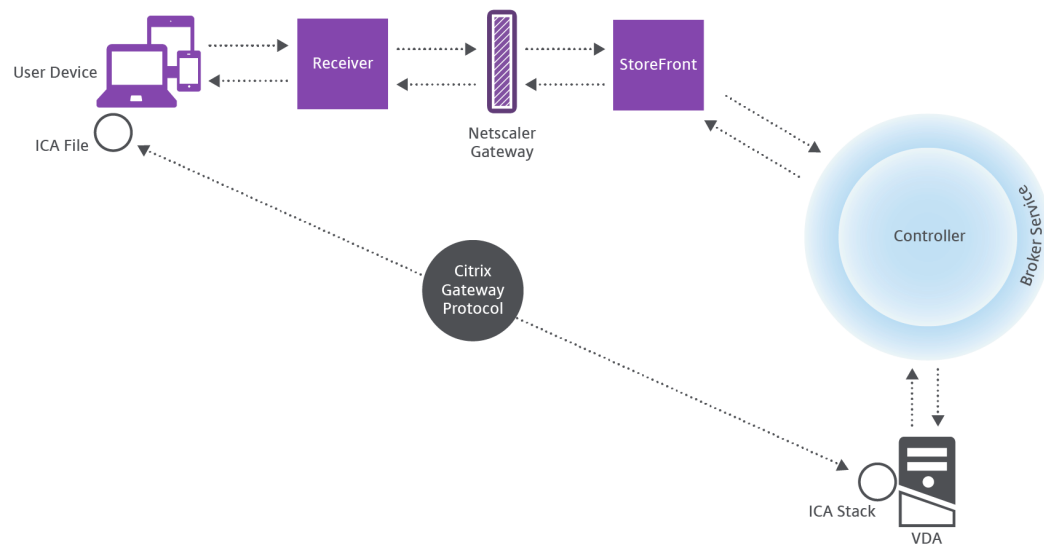 User Device
Receiver
StoreFront
Netscaler
Gateway
ICA File
Controller
Broker Service
Citrix
Gateway
Protocol
ICA Stack
VDA